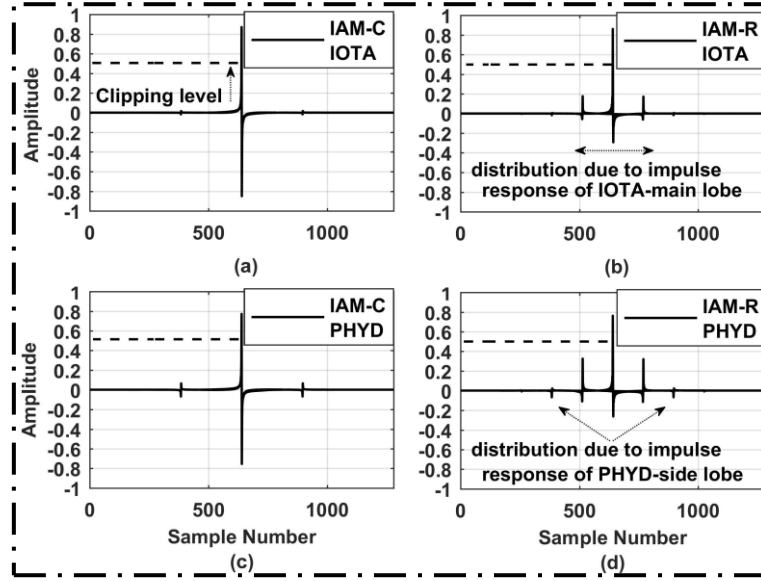 1
0.8
0.6
0.4
0.2
0
-0.2
-0.4
-0.6
-0.8
-1
Amplitude
IAM-C
IOTA
Clipping level
0 500 1000
(a)
1
0.8
0.6
0.4
0.2
0
-0.2
-0.4
-0.6
-0.8
-1
IAM-R
IOTA
distribution due to impulse
response of IOTA-main lobe
0 500 1000
(b)
1
0.8
0.6
0.4
0.2
0
-0.2
-0.4
-0.6
-0.8
-1
Amplitude
IAM-C
PHYD
0 500 1000
Sample Number
(c)
1
0.8
0.6
0.4
0.2
0
-0.2
-0.4
-0.6
-0.8
-1
IAM-R
PHYD
distribution due to impulse
response of PHYD-side lobe
0 500 1000
Sample Number
(d)